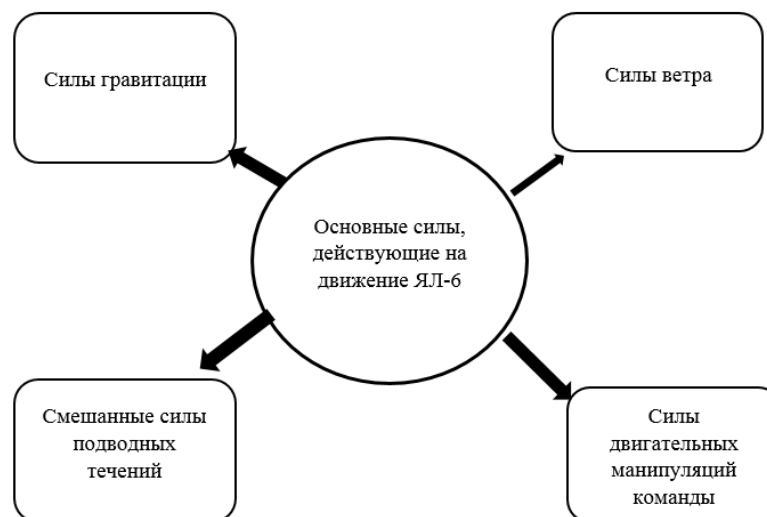 Силы гравитации
Силы ветра
Основные силы,
действующие на
движение ЯЛ-6
Смешанные силы
подводных
течений
Силы
двигательных
манипуляций
команды